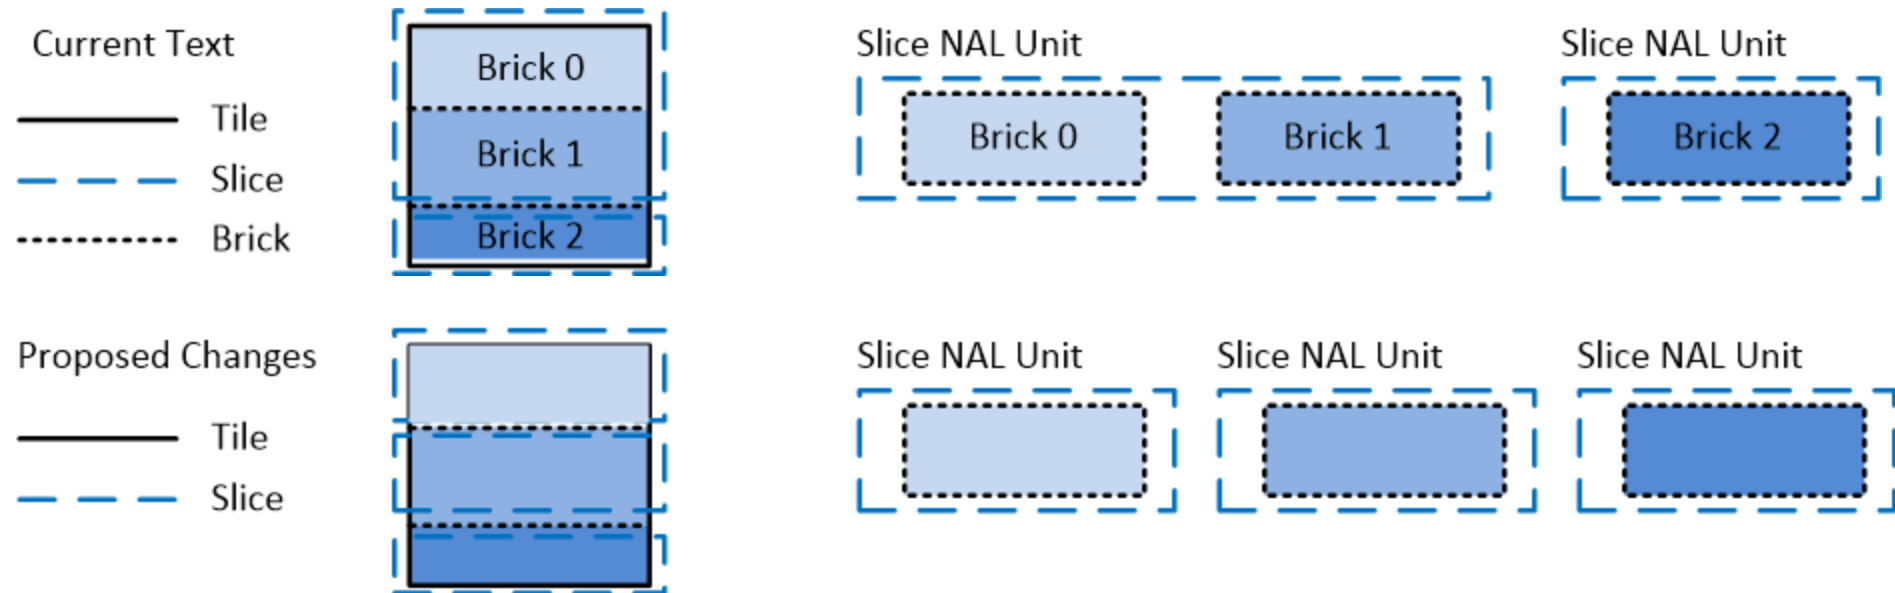 Current Text
Tile
Slice
Brick
Brick 0
Brick 1
Brick 2
Slice NAL Unit
Brick 0
Brick 1
Slice NAL Unit
Brick 2
Proposed Changes
Tile
Slice
Slice NAL Unit
Slice NAL Unit
Slice NAL Unit